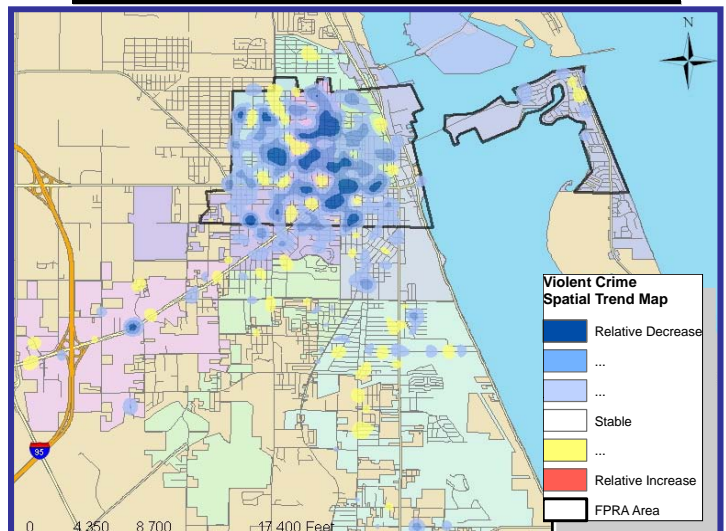 N
Violent Crime
Spatial Trend Map
Relative Decrease
...
...
Stable
...
Relative Increase
FPRA Area
95
0 4,350 8,700 17,400 Feet